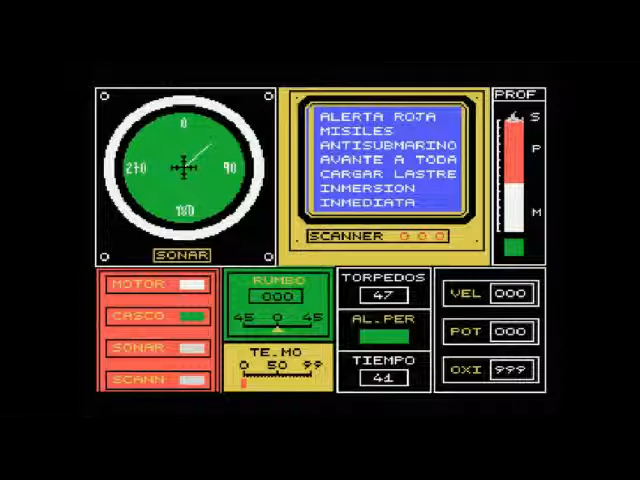 0
270
90
180
SONAR
ALERTA ROJA
MISILES
ANTISUBMARINO
AVANTE A TODA
CARGAR LASTRE
INMERSION
INMEDIATA
SCANNER 000
PROF
S
P
M
MOTOR
CASCO
SONAR
SCANN
RUMBO
000
45 0 45
TE.MO
0 50 99
TORPEDOS
47
AL.PER
TIEMPO
41
VEL 000
POT 000
OXI 999